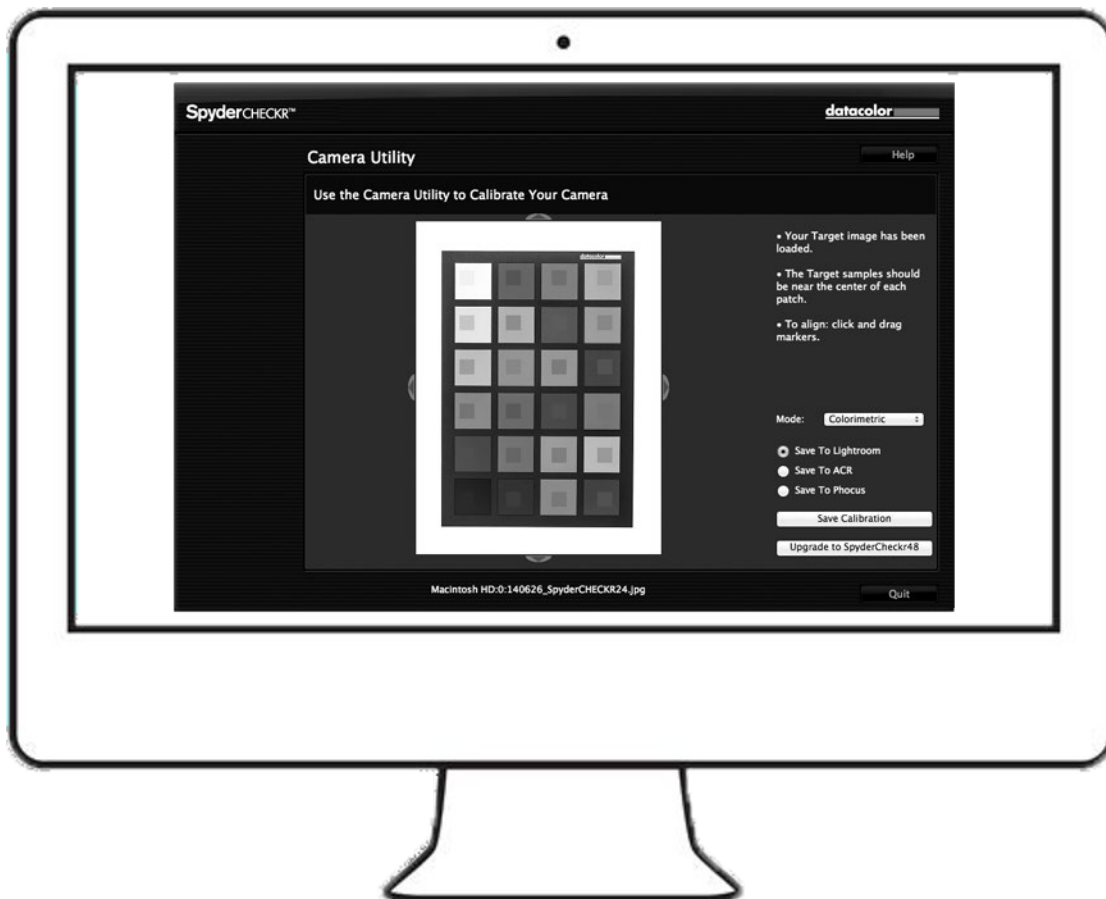 SpyderCHECKR™
datacolor
Camera Utility
Help
Use the Camera Utility to Calibrate Your Camera
datacolor
• Your Target image has been
loaded.
• The Target samples should
be near the center of each
patch.
• To align: click and drag
markers.
Mode: Colorimetric
Save To Lightroom
Save To ACR
Save To Phocus
Save Calibration
Upgrade to SpyderCheckr48
Macintosh HD:0:140626_SpyderCHECKR24.jpg
Quit